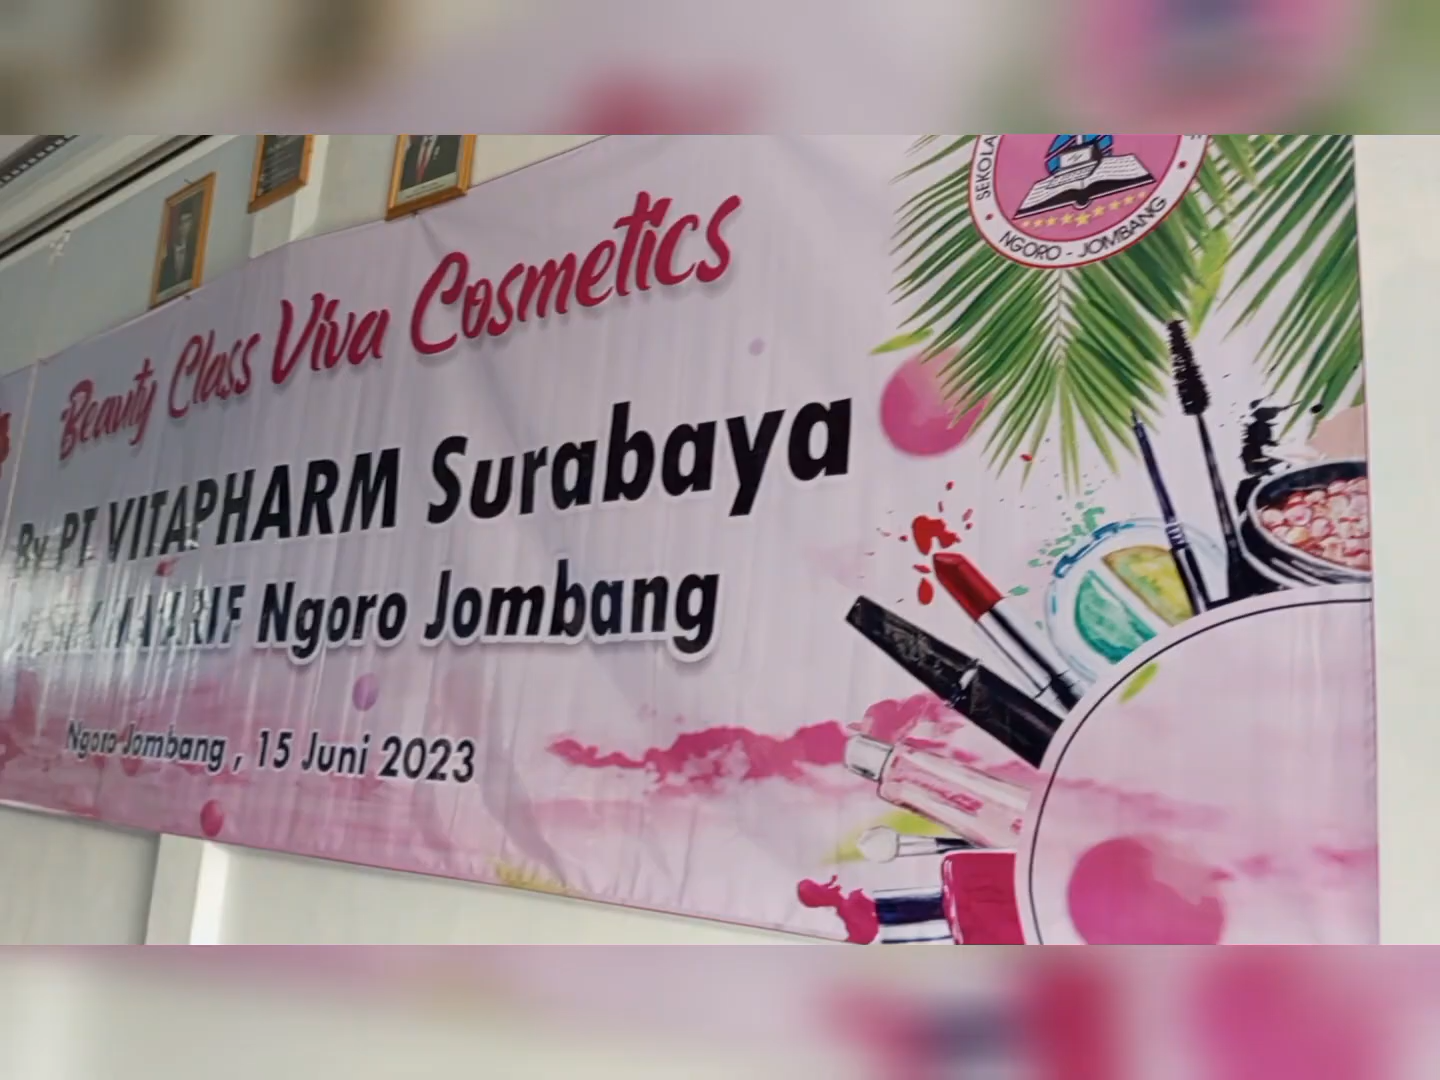 Beauty Class Viva Cosmetics
By PT VITAPHARM Surabaya
Ngoro Jombang
Ngoro Jombang , 15 Juni 2023
NGORO - JOMBANG